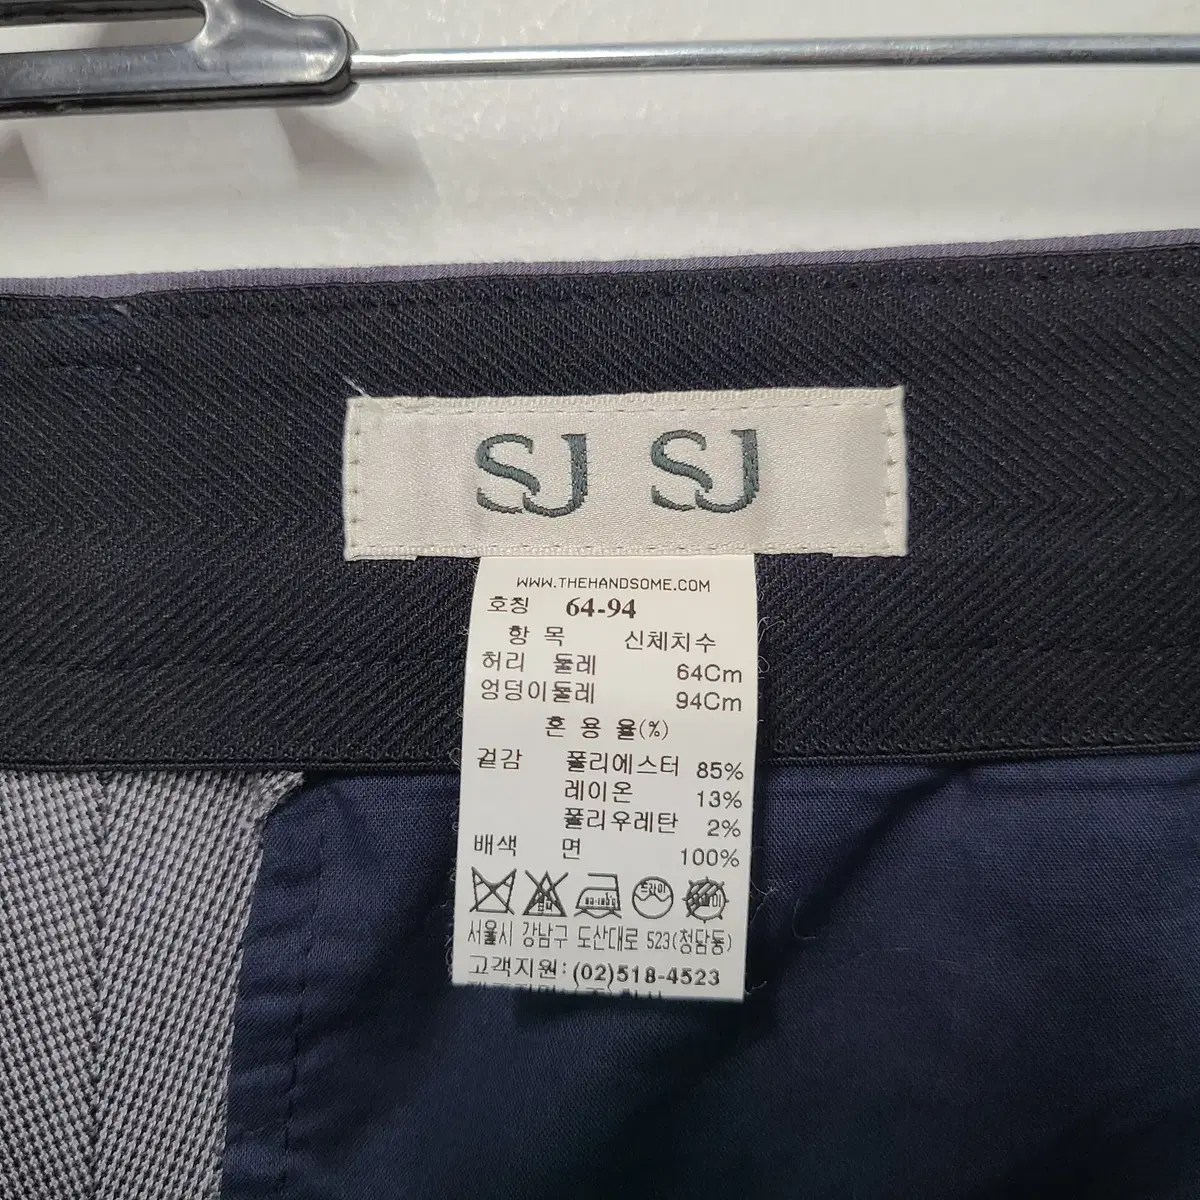 SJ SJ
WWW.THEHANDSOME.COM
호칭 64-94
항 목 신체치수
허리 둘레 64Cm
엉덩이둘레 94Cm
혼 용 율(%)
겉감 폴리에스터 85%
레이온 13%
폴리우레탄 2%
배색 면 100%
드라이
서울시 강남구 도산대로 523(청담동)
고객지원: (02)518-4523